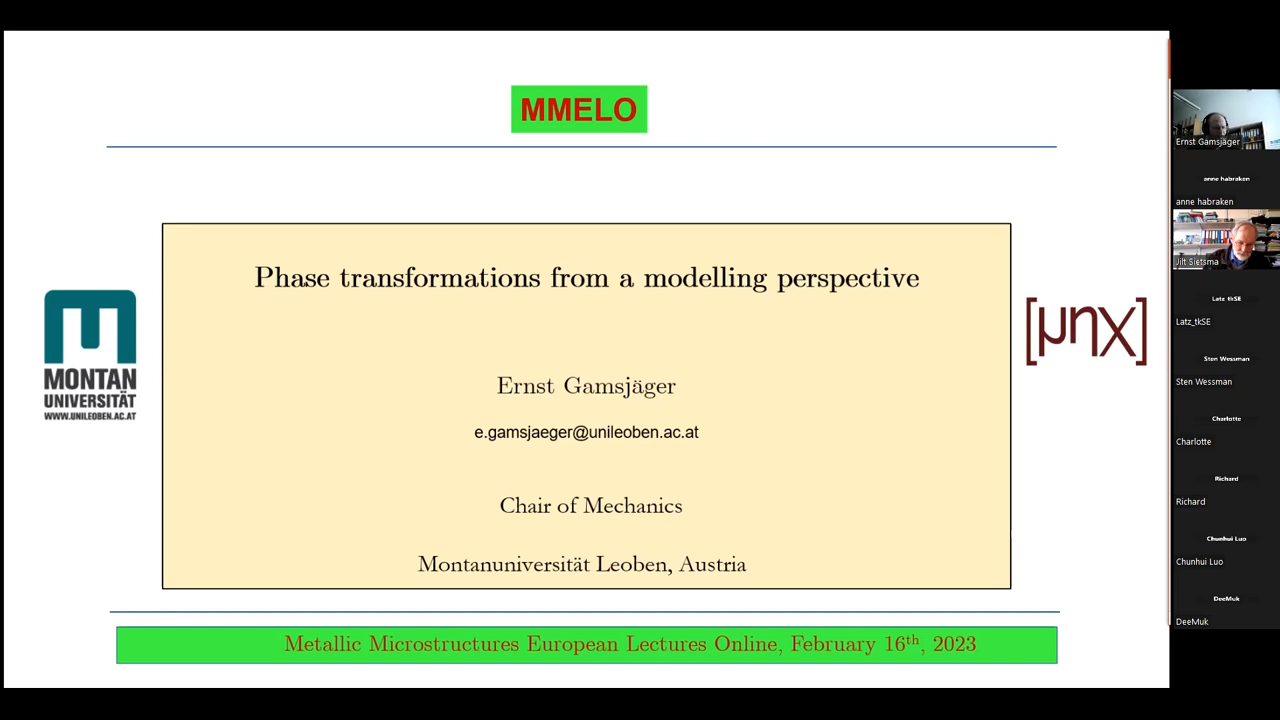 MMELO
Phase transformations from a modelling perspective
Ernst Gamsjäger
e.gamsjaeger@unileoben.ac.at
Chair of Mechanics
Montanuniversität Leoben, Austria
MONTAN
UNIVERSITÄT
WWW.UNILEOBEN.AC.AT
[μηχ]
Metallic Microstructures European Lectures Online, February 16th, 2023
Ernst Gamsjäger
anne habraken
anne habraken
Jilt Sietsma
Latz_tkSE
Latz_tkSE
Sten Wessman
Sten Wessman
Charlotte
Charlotte
Richard
Richard
Chunhui Luo
Chunhui Luo
DeeMuk
DeeMuk